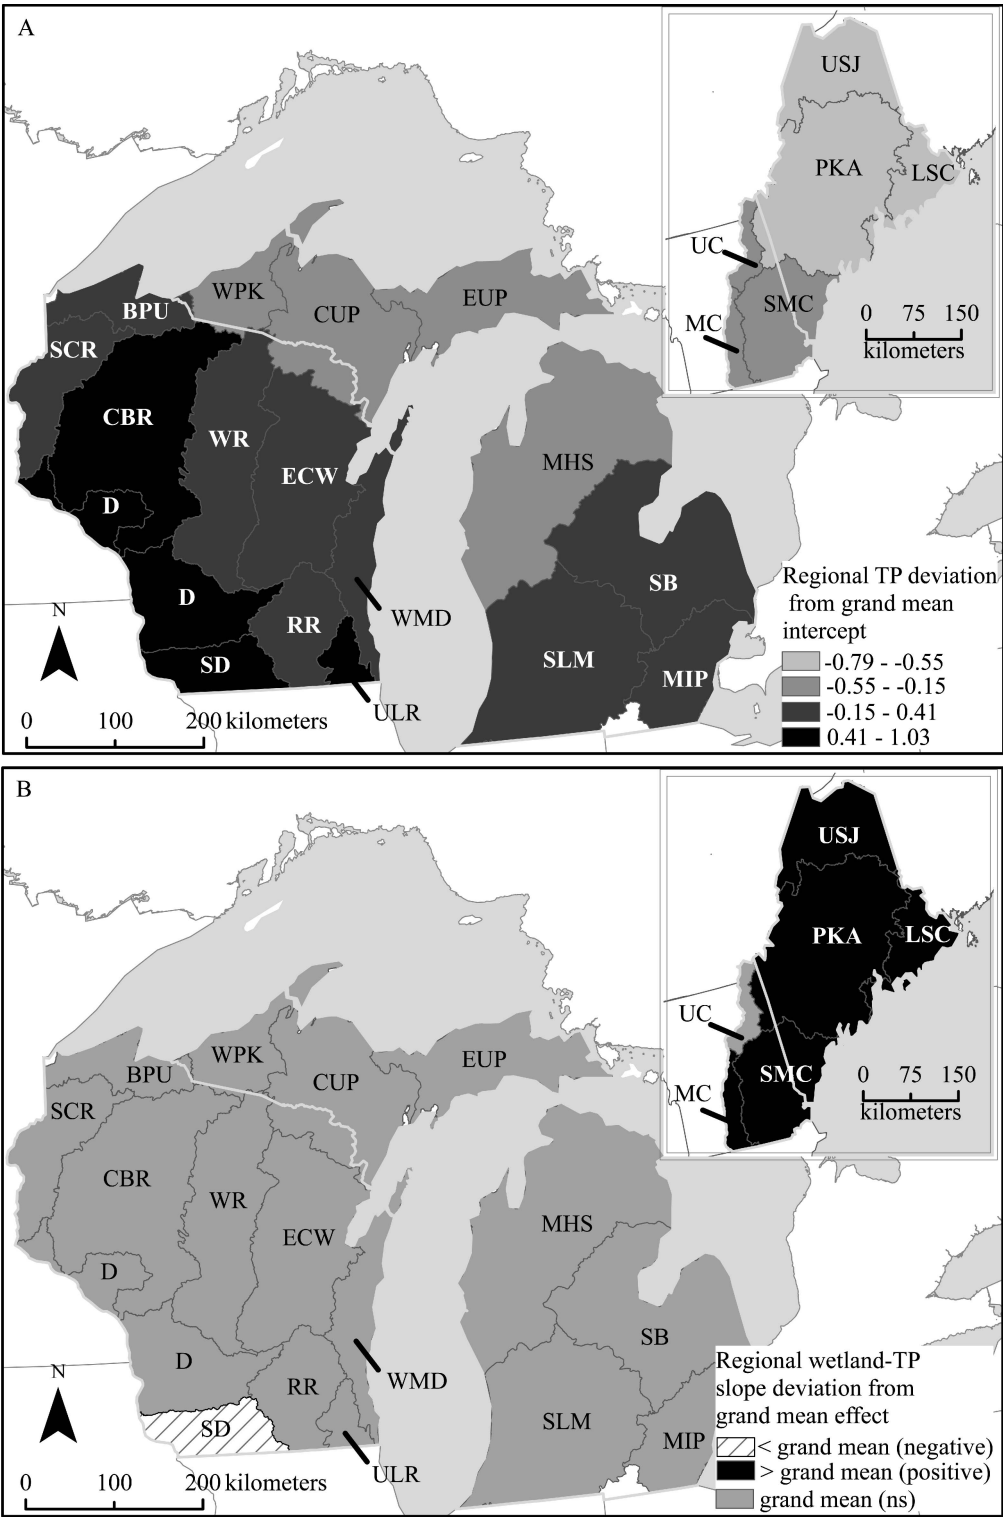 A
USJ
PKA
LSC
UC
SMC
MC
0 75 150
kilometers
WPK
CUP
EUP
BPU
SCR
CBR
WR
ECW
MHS
D
SB
D
RR
WMD
SD
SLM
MIP
ULR
N
0 100 200 kilometers
Regional TP deviation
from grand mean
intercept
-0.79 - -0.55
-0.55 - -0.15
-0.15 - 0.41
0.41 - 1.03
B
USJ
PKA
LSC
UC
SMC
MC
0 75 150
kilometers
WPK
CUP
EUP
BPU
SCR
CBR
WR
ECW
MHS
D
SB
D
RR
WMD
SD
SLM
MIP
ULR
N
0 100 200 kilometers
Regional wetland-TP
slope deviation from
grand mean effect
< grand mean (negative)
> grand mean (positive)
grand mean (ns)